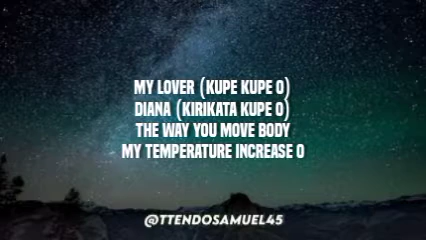 MY LOVER (KUPE KUPE O)
DIANA (KIRIKATA KUPE O)
THE WAY YOU MOVE BODY
MY TEMPERATURE INCREASE O
@TTENDOSAMUEL45